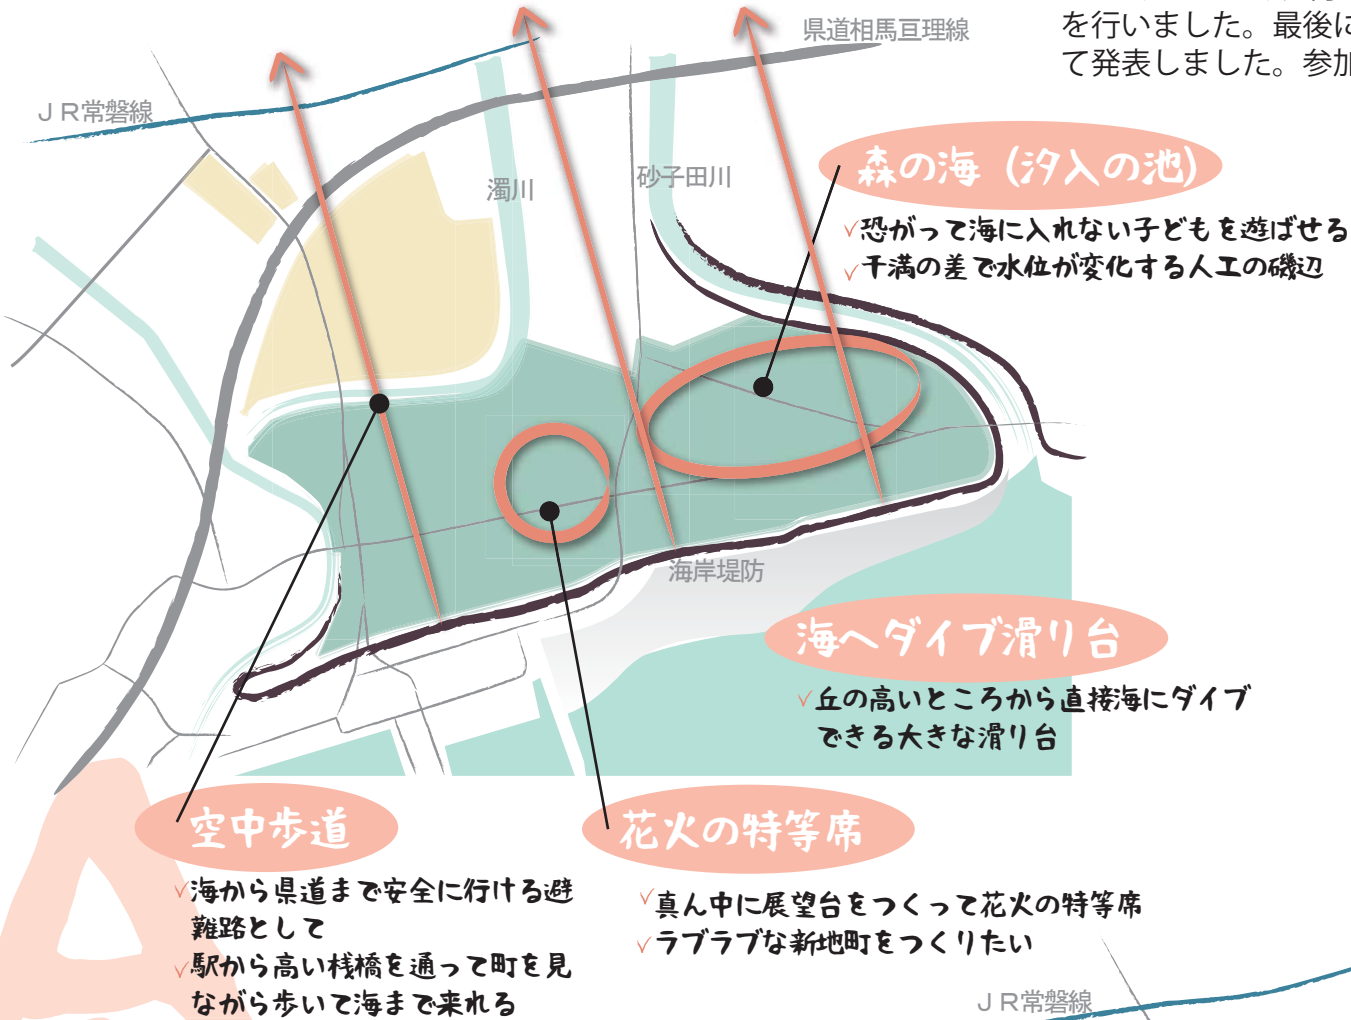 を行いました。最後に
て発表しました。参加
県道相馬亘理線
ＪＲ常磐線
濁川
砂子田川
森の海（汐入の池）
恐がって海に入れない子どもを遊ばせる
干満の差で水位が変化する人工の磯辺
海岸堤防
海へダイブ滑り台
丘の高いところから直接海にダイブ
できる大きな滑り台
空中歩道
海から県道まで安全に行ける避
難路として
駅から高い桟橋を通って町を見
ながら歩いて海まで来れる
花火の特等席
真ん中に展望台をつくって花火の特等席
ラブラブな新地町をつくりたい
ＪＲ常磐線
A